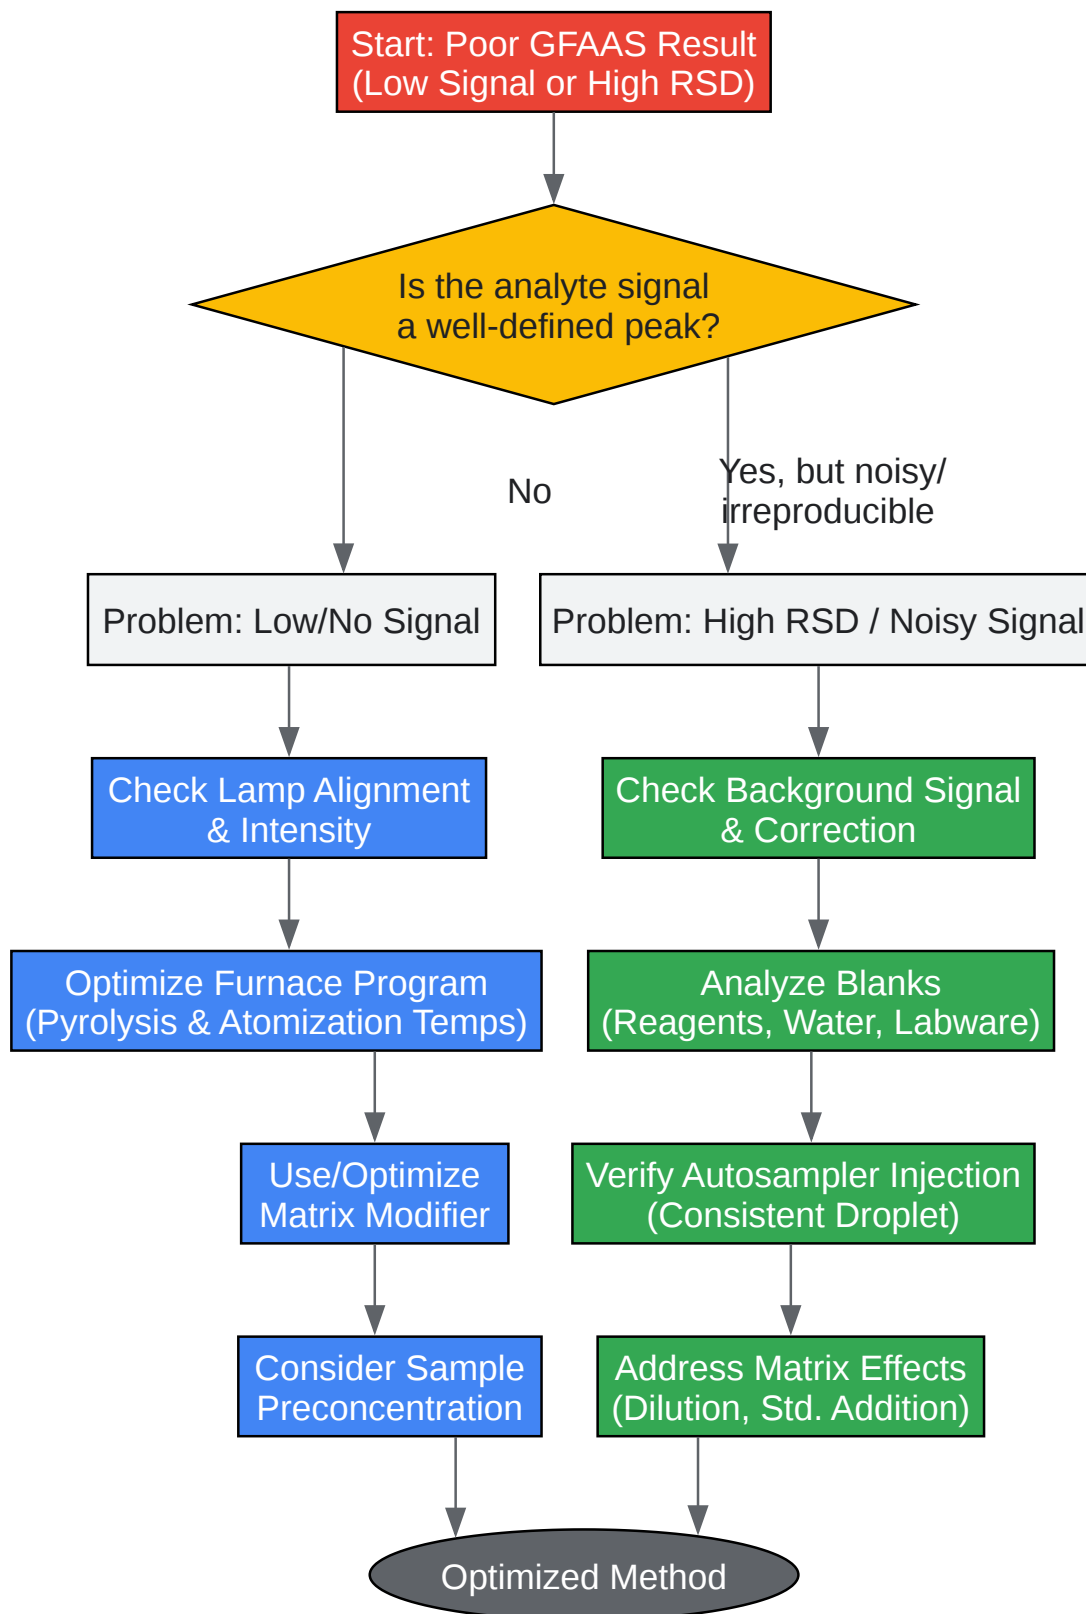 Start: Poor GFAAS Result
(Low Signal or High RSD)
Is the analyte signal
a well-defined peak?
No
Yes, but noisy/
irreproducible
Problem: Low/No Signal
Problem: High RSD / Noisy Signal
Check Lamp Alignment
& Intensity
Check Background Signal
& Correction
Optimize Furnace Program
(Pyrolysis & Atomization Temps)
Analyze Blanks
(Reagents, Water, Labware)
Use/Optimize
Matrix Modifier
Verify Autosampler Injection
(Consistent Droplet)
Consider Sample
Preconcentration
Address Matrix Effects
(Dilution, Std. Addition)
Optimized Method